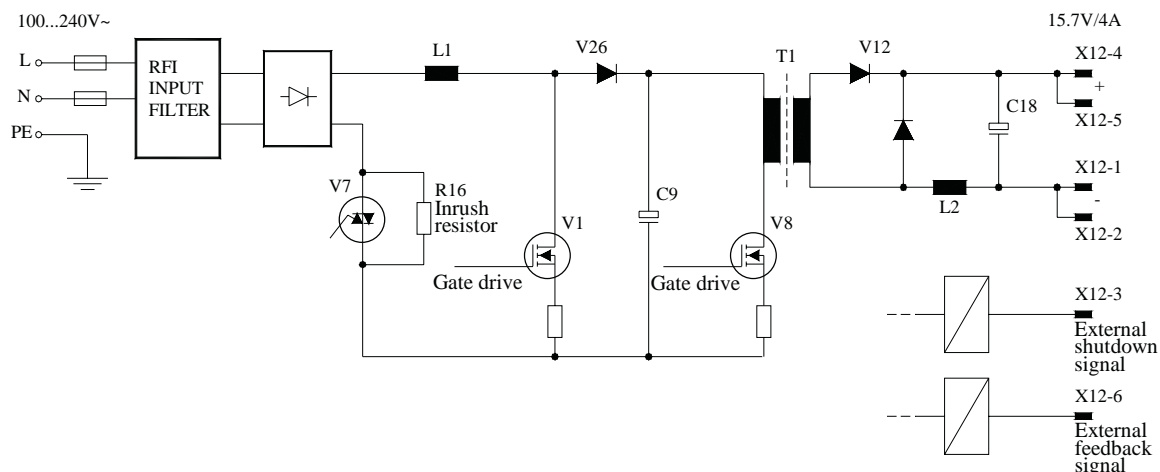 100...240V~
15.7V/4A
L
N
PE
RFI
INPUT
FILTER
L1
V26
T1
V12
X12-4
+
X12-5
C18
X12-1
-
X12-2
L2
V7
R16
Inrush
resistor
V1
C9
V8
Gate drive
Gate drive
X12-3
External
shutdown
signal
X12-6
External
feedback
signal